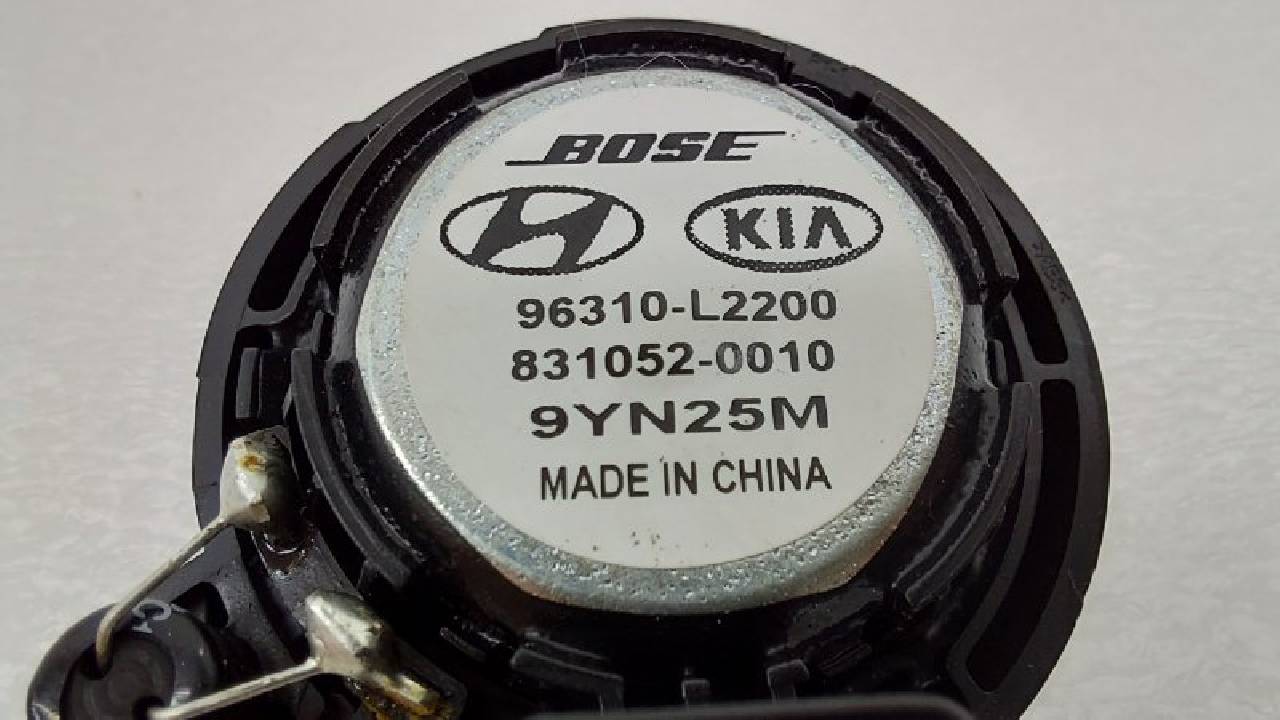 BOSE
KIA
96310-L2200
831052-0010
9YN25M
MADE IN CHINA